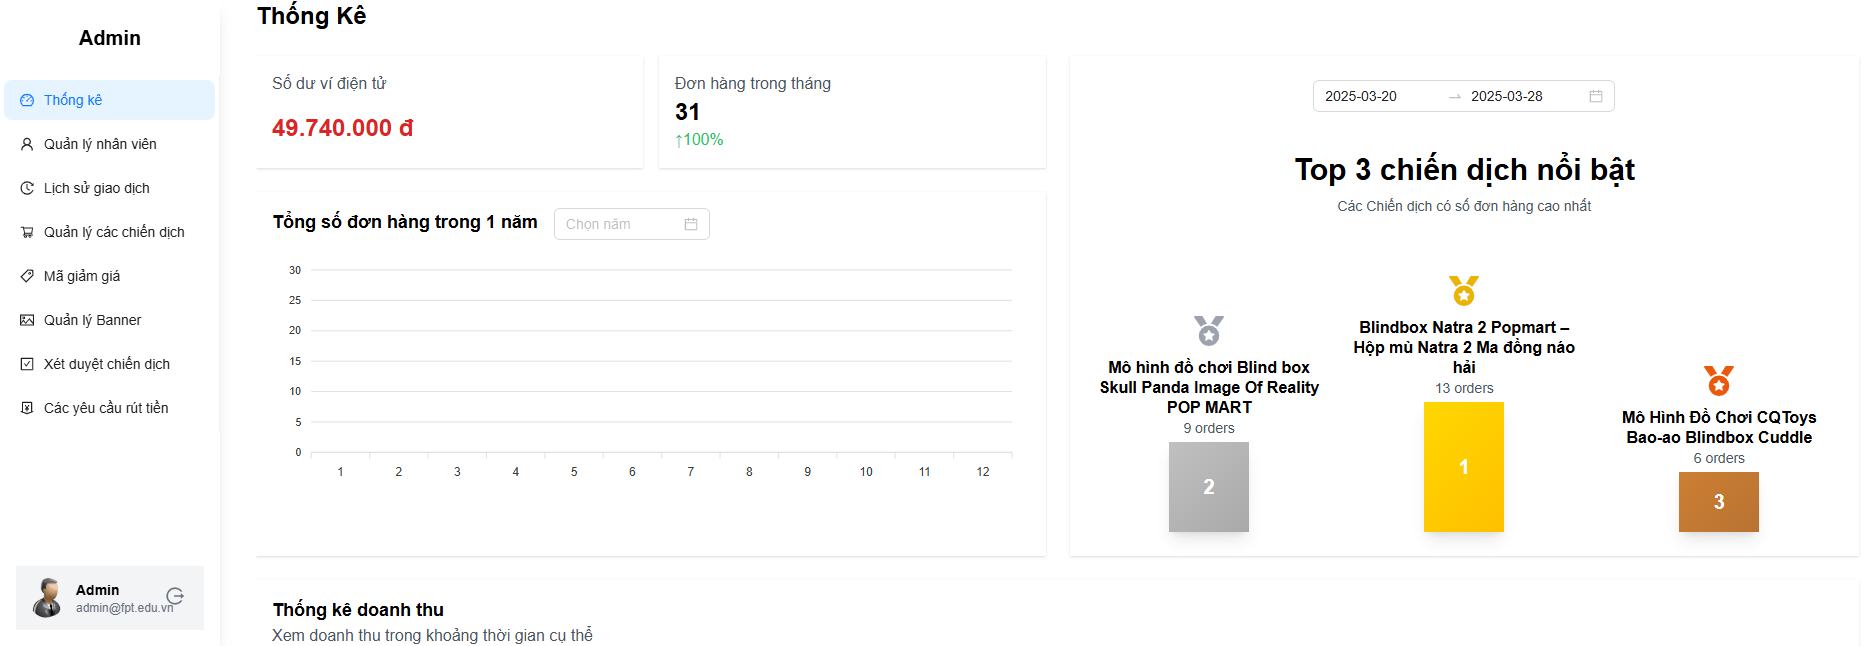 Admin
Thống kê
Quản lý nhân viên
Lịch sử giao dịch
Quản lý các chiến dịch
Mã giảm giá
Quản lý Banner
Xét duyệt chiến dịch
Các yêu cầu rút tiền
Admin
admin@fpt.edu.vn
Thống Kê
Số dư ví điện tử
49.740.000 đ
Đơn hàng trong tháng
31
↑100%
Tổng số đơn hàng trong 1 năm
Chọn năm
30
25
20
15
10
5
0
1 2 3 4 5 6 7 8 9 10 11 12
2025-03-20 → 2025-03-28
Top 3 chiến dịch nổi bật
Các Chiến dịch có số đơn hàng cao nhất
Mô hình đồ chơi Blind box
Skull Panda Image Of Reality
POP MART
9 orders
2
Blindbox Natra 2 Popmart –
Hộp mù Natra 2 Ma đồng náo
hải
13 orders
1
Mô Hình Đồ Chơi CQToys
Bao-ao Blindbox Cuddle
6 orders
3
Thống kê doanh thu
Xem doanh thu trong khoảng thời gian cụ thể